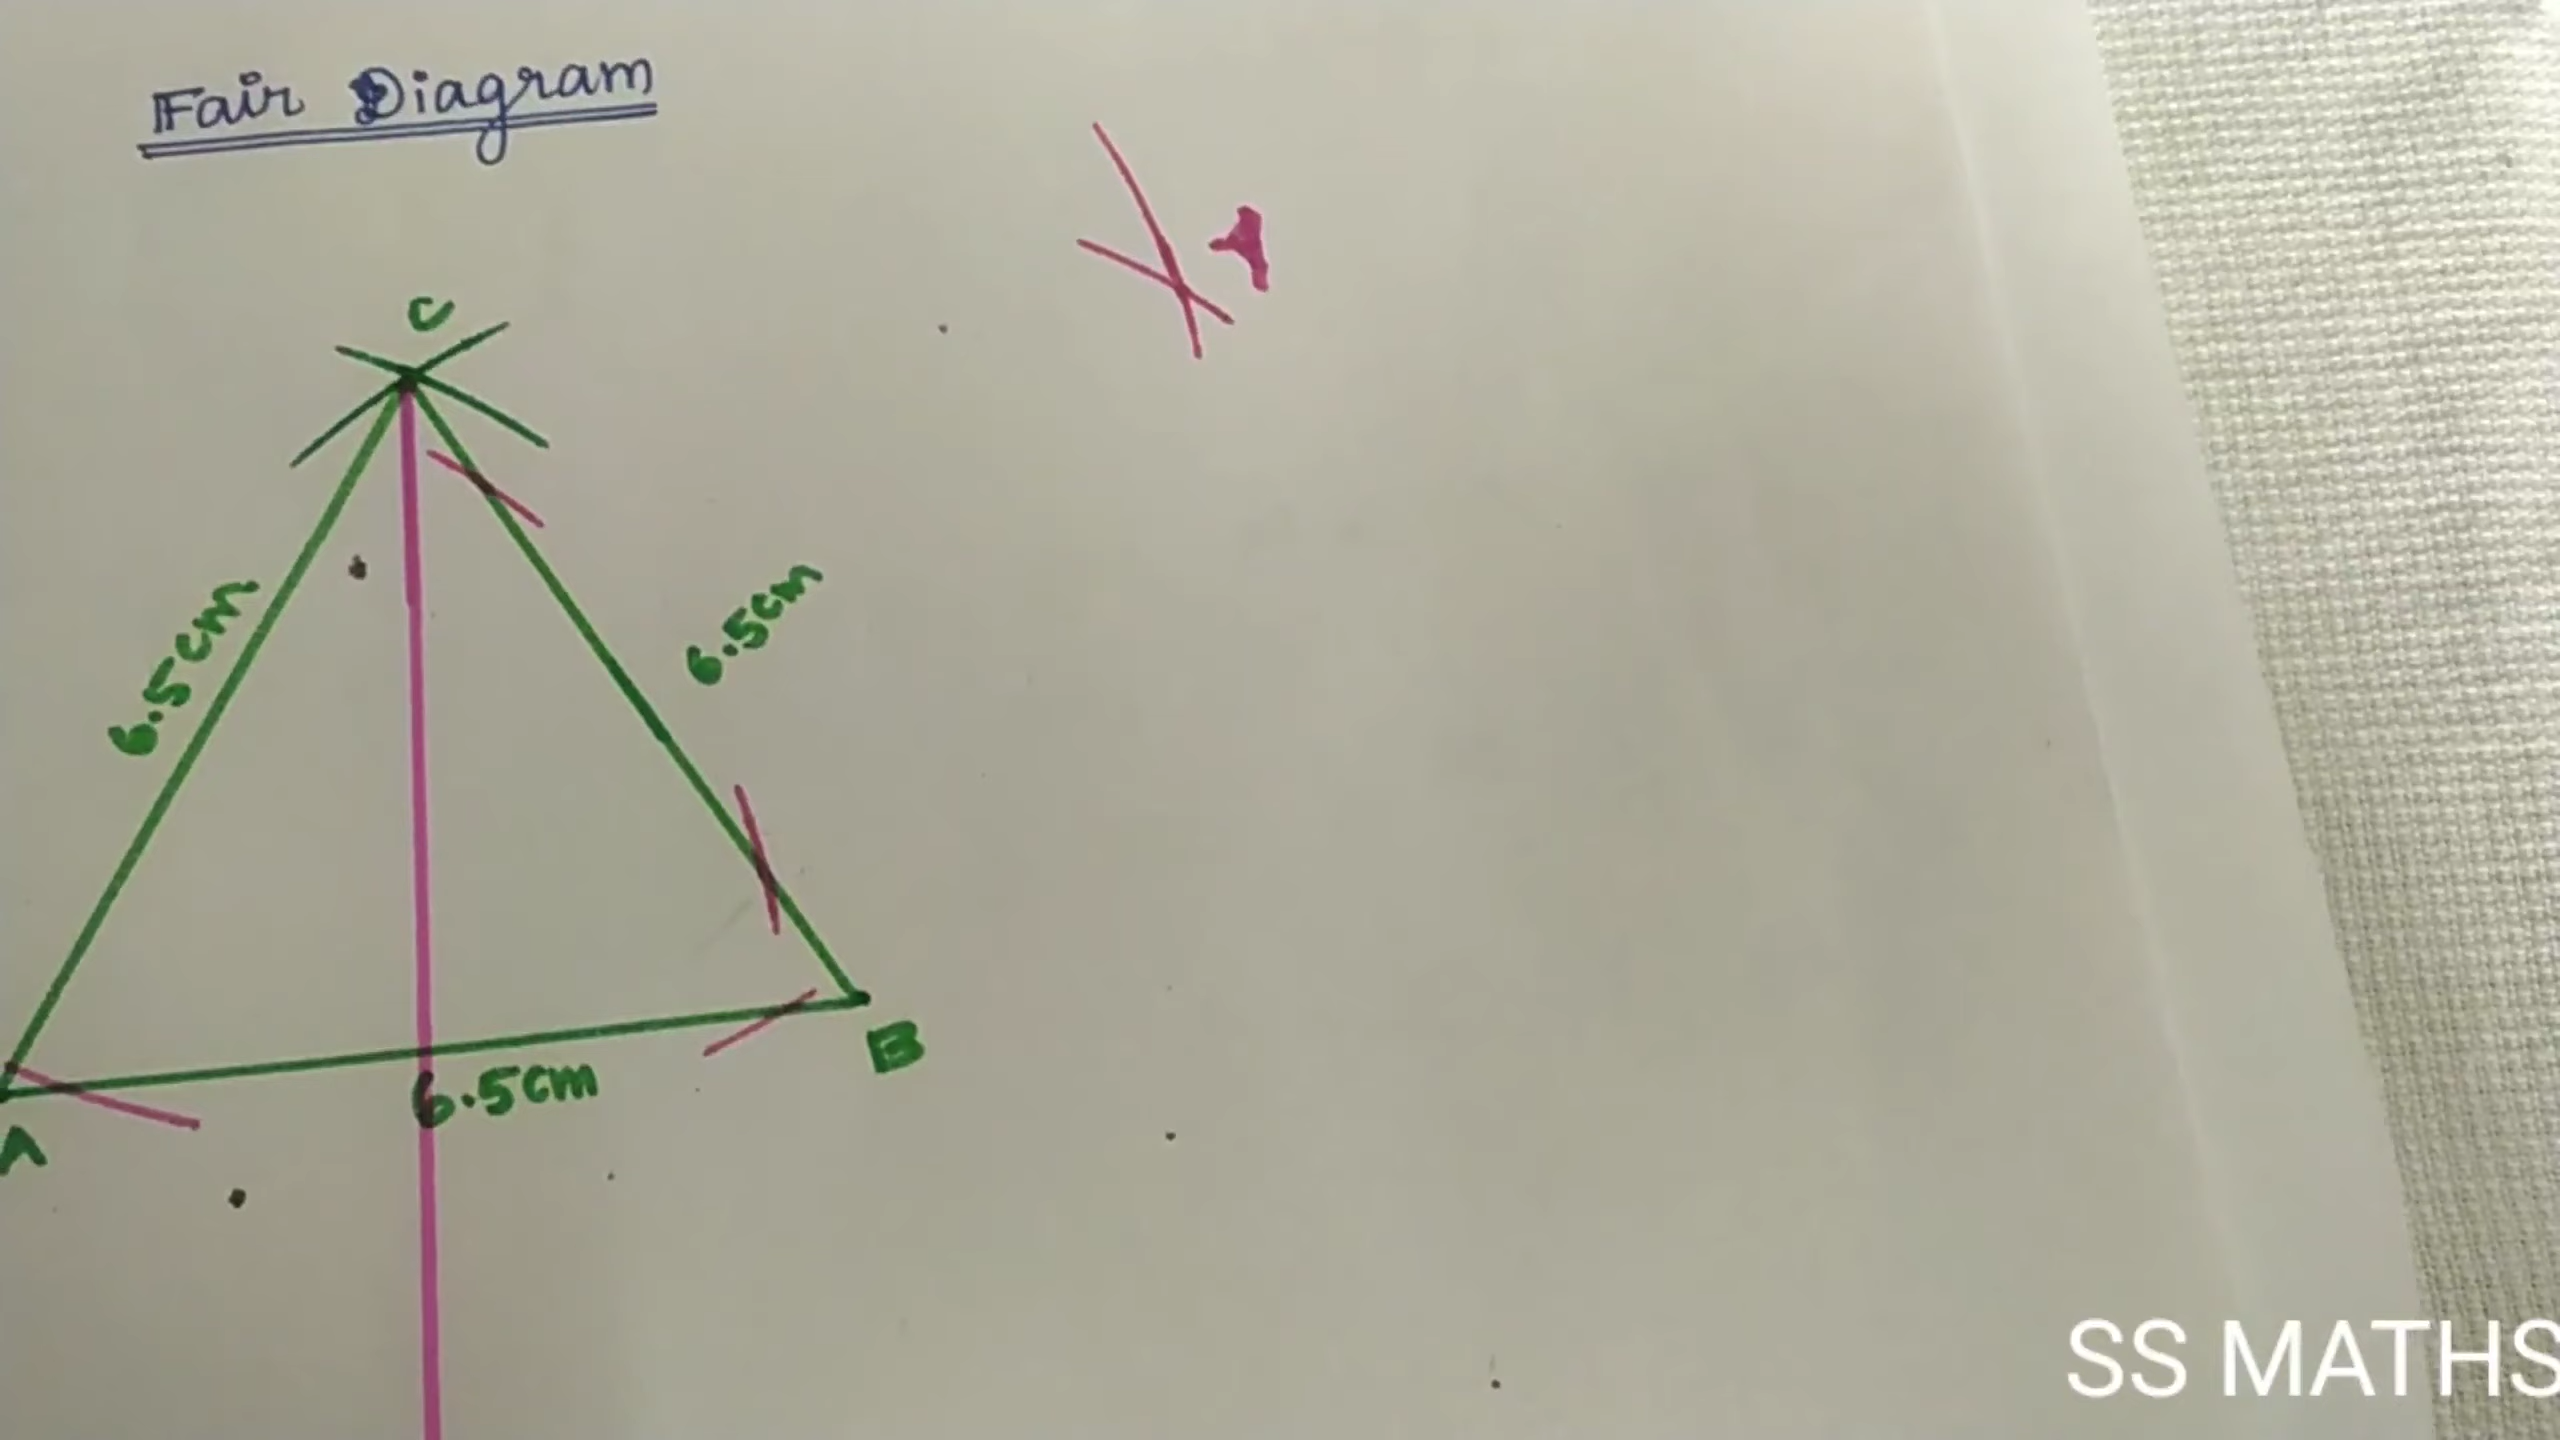 Fair Diagram
C
6.5cm
6.5cm
B
6.5cm
A
SS MATHS